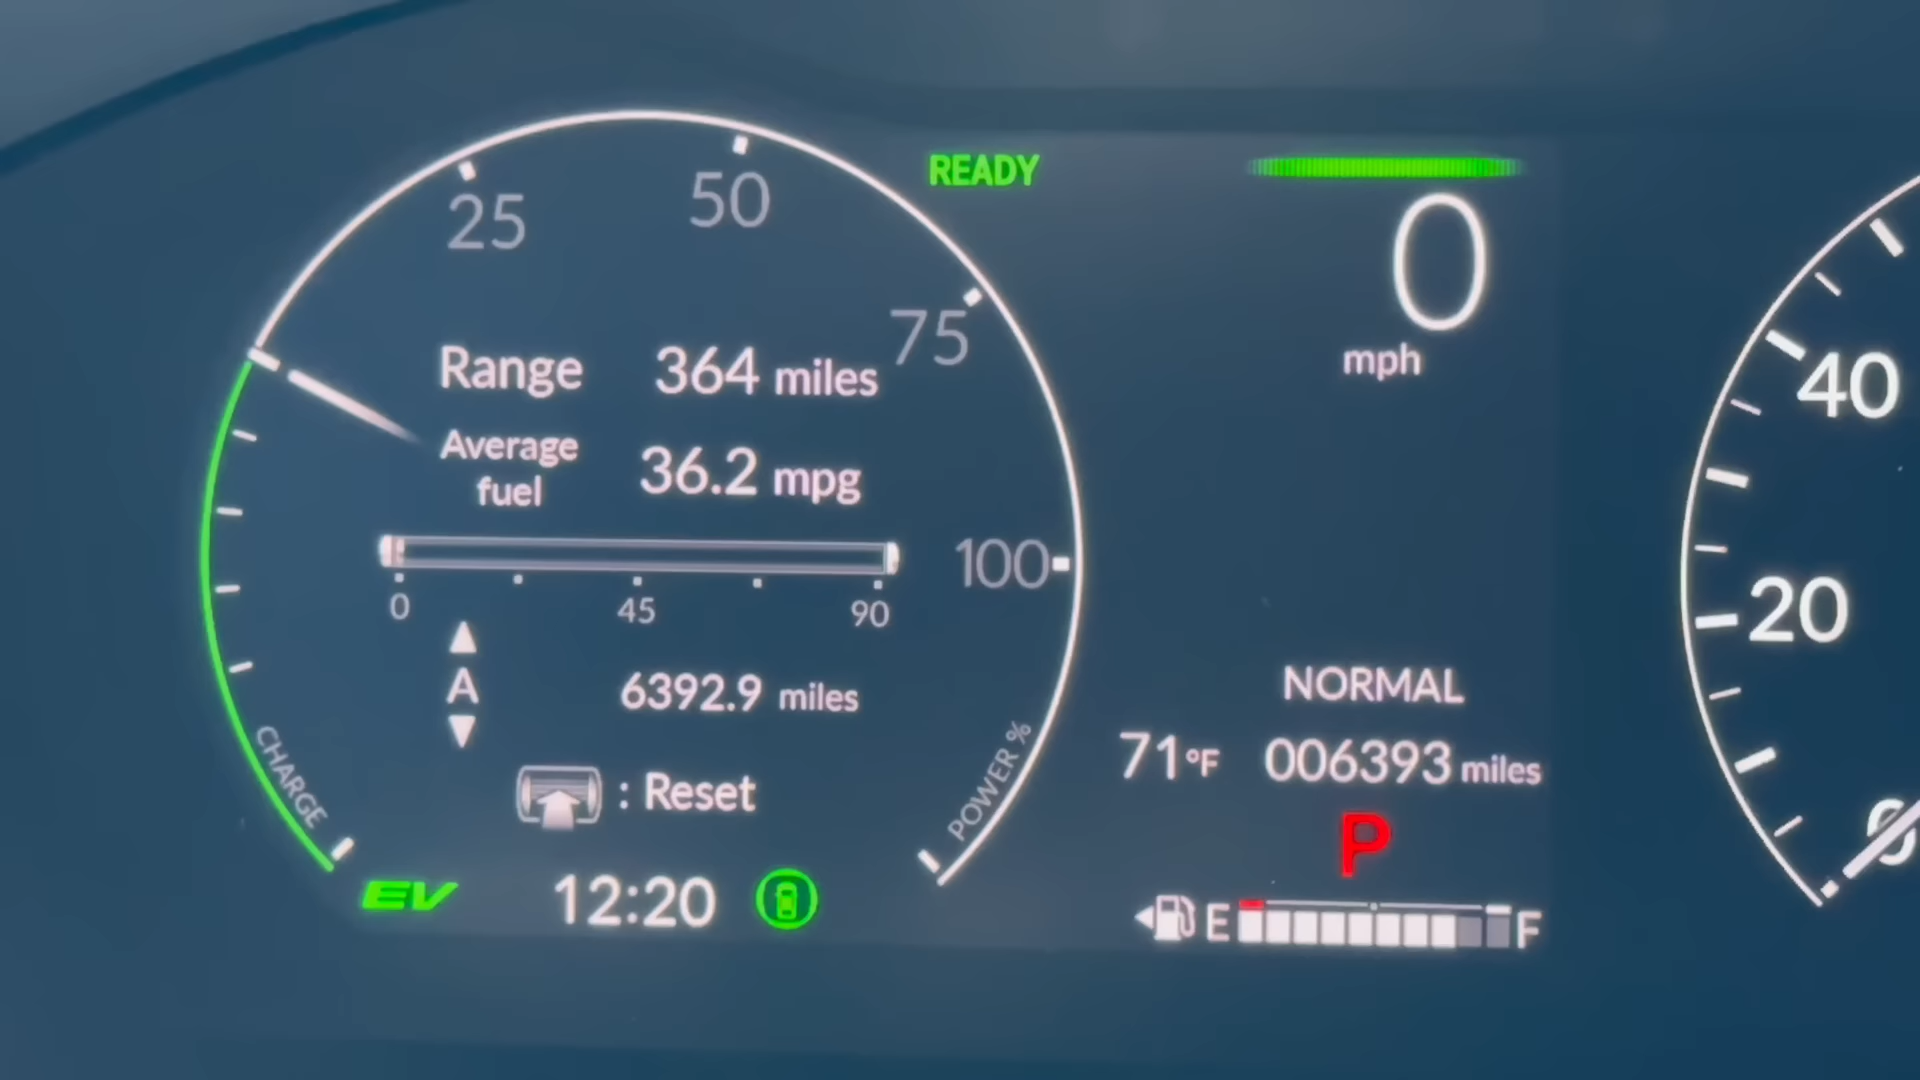 25
50
75
100
READY
0
mph
Range 364 miles
Average
fuel
36.2 mpg
0 45 90
A
6392.9 miles
: Reset
CHARGE
POWER %
EV
12:20
NORMAL
71°F 006393 miles
P
E F
40
20
0